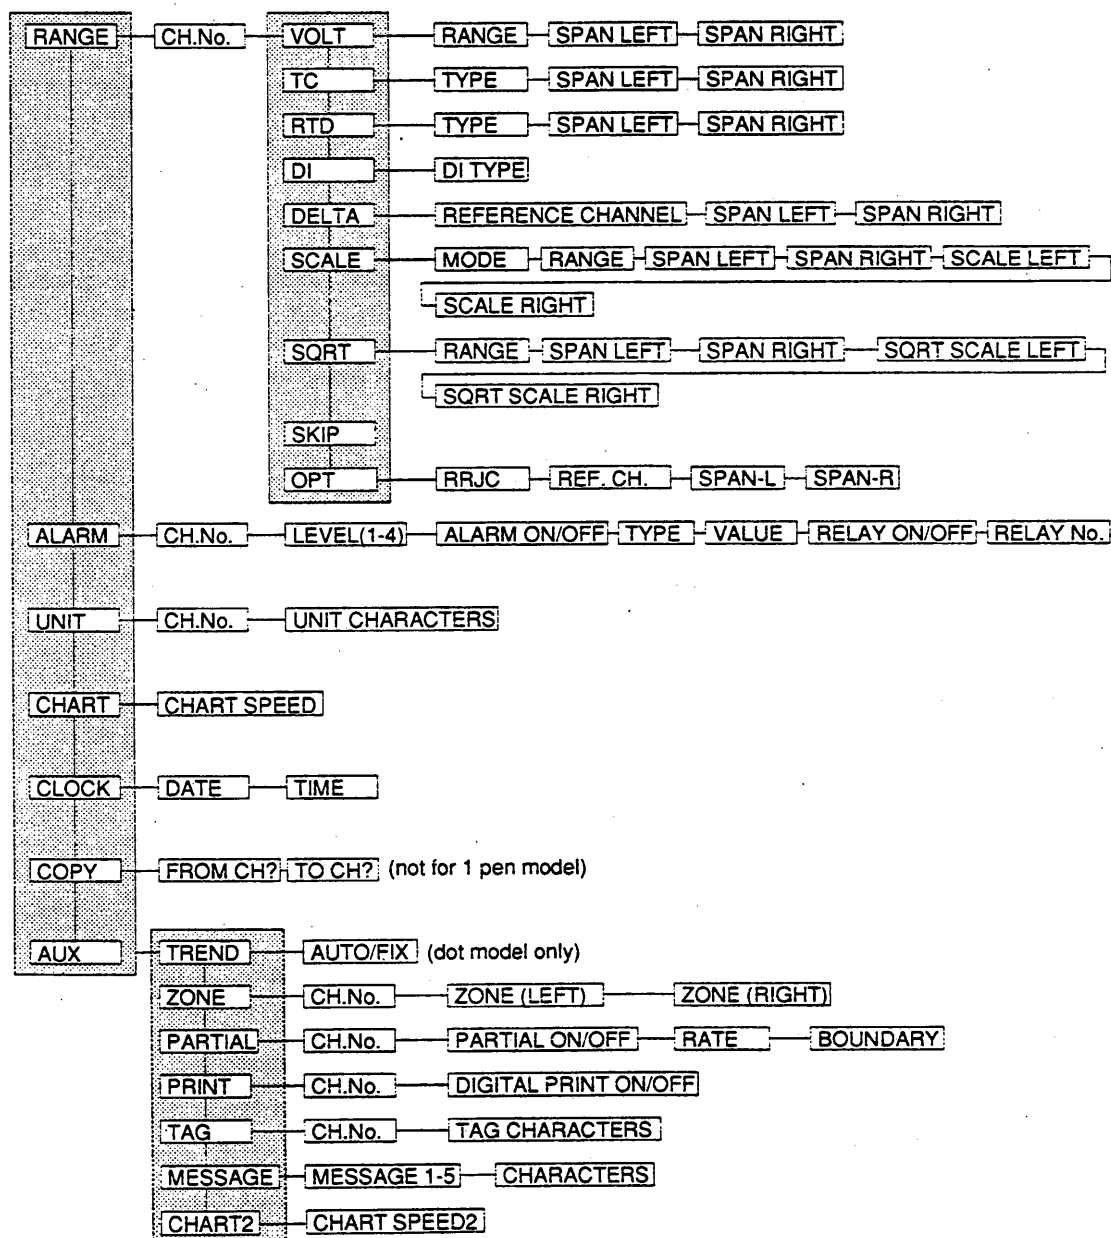 RANGE CH.No. VOLT RANGE SPAN LEFT SPAN RIGHT
TC TYPE SPAN LEFT SPAN RIGHT
RTD TYPE SPAN LEFT SPAN RIGHT
DI DI TYPE
DELTA REFERENCE CHANNEL SPAN LEFT SPAN RIGHT
SCALE MODE RANGE SPAN LEFT SPAN RIGHT SCALE LEFT
SCALE RIGHT
SQRT RANGE SPAN LEFT SPAN RIGHT SQRT SCALE LEFT
SQRT SCALE RIGHT
SKIP
OPT RRJC REF. CH. SPAN-L SPAN-R
ALARM CH.No. LEVEL(1-4) ALARM ON/OFF TYPE VALUE RELAY ON/OFF RELAY No.
UNIT CH.No. UNIT CHARACTERS
CHART CHART SPEED
CLOCK DATE TIME
COPY FROM CH? TO CH? (not for 1 pen model)
AUX TREND AUTO/FIX (dot model only)
ZONE CH.No. ZONE (LEFT) ZONE (RIGHT)
PARTIAL CH.No. PARTIAL ON/OFF RATE BOUNDARY
PRINT CH.No. DIGITAL PRINT ON/OFF
TAG CH.No. TAG CHARACTERS
MESSAGE MESSAGE 1-5 CHARACTERS
CHART2 CHART SPEED2